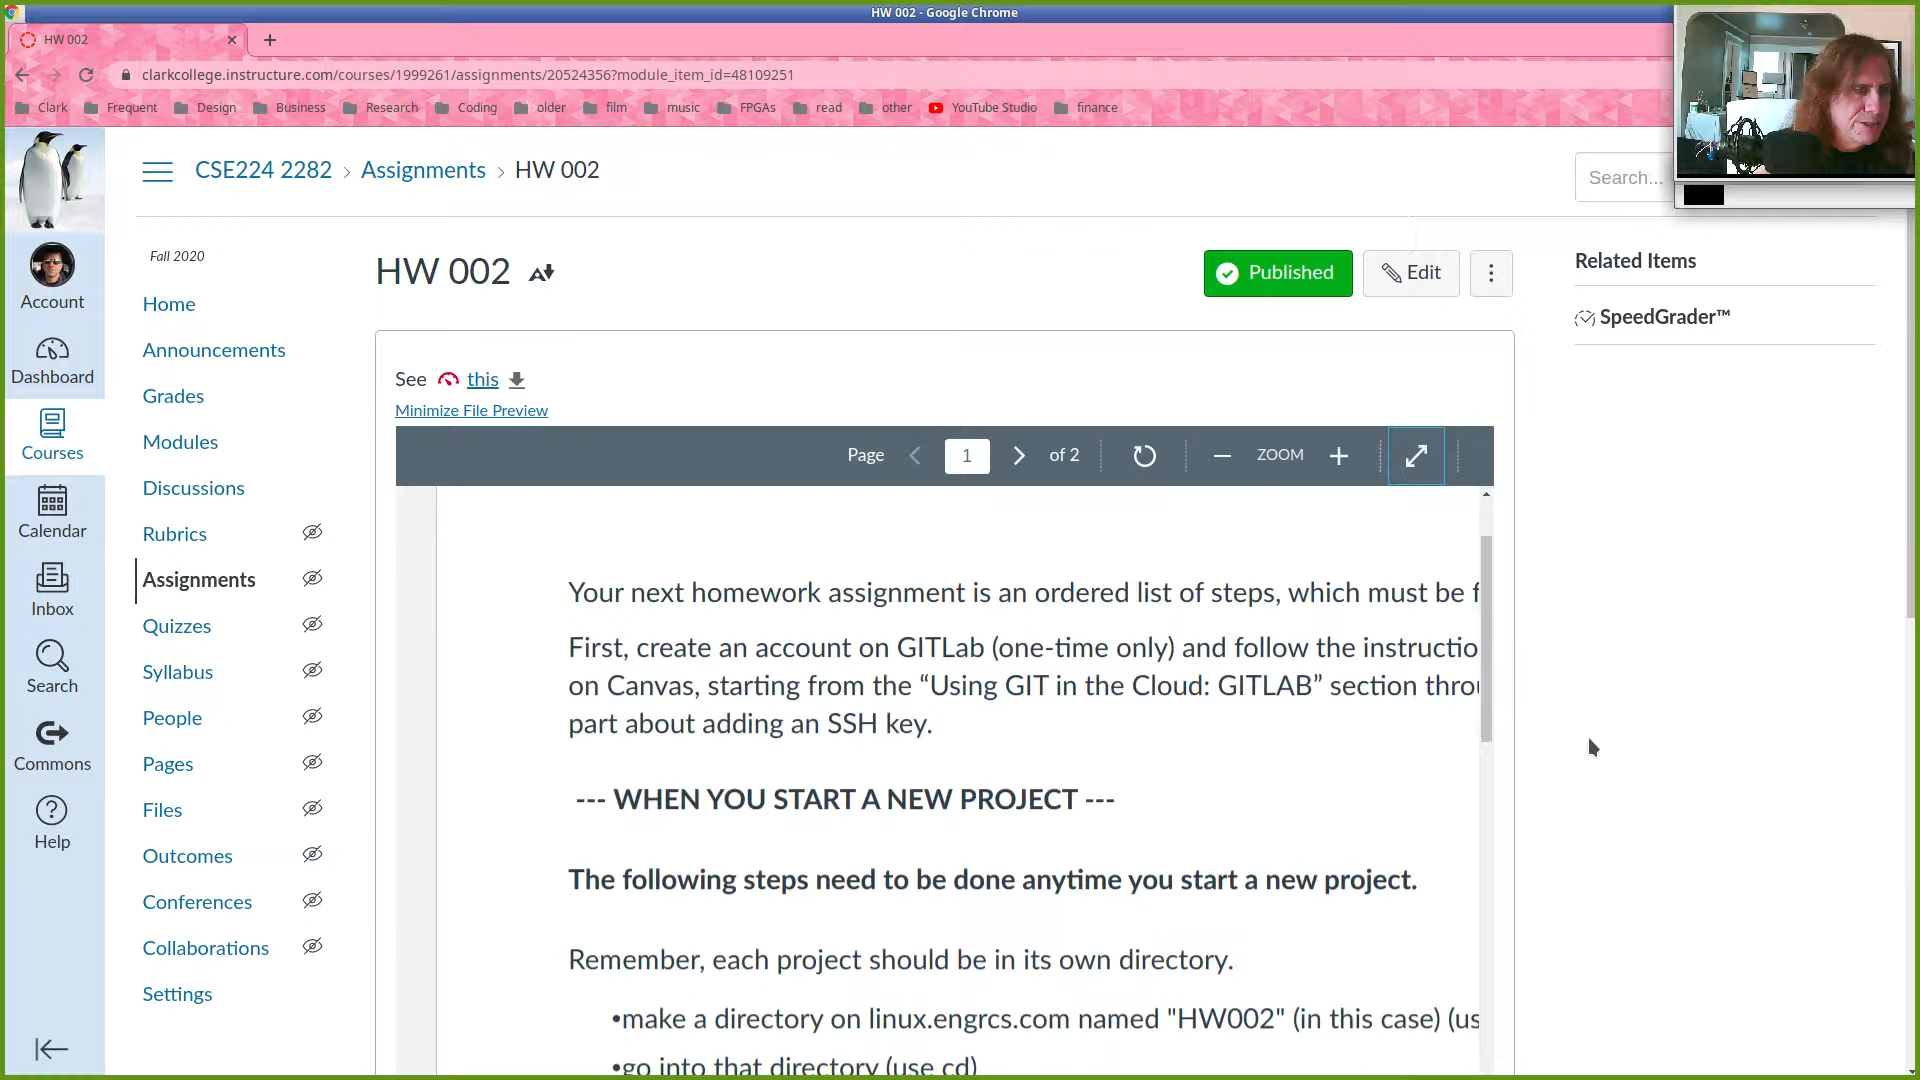 HW 002 - Google Chrome
HW 002
clarkcollege.instructure.com/courses/1999261/assignments/20524356?module_item_id=48109251
Clark Frequent Design Business Research Coding older film music FPGAs read other YouTube Studio finance
CSE224 2282 › Assignments › HW 002
Search...
Account
Dashboard
Courses
Calendar
Inbox
Search
Commons
Help
Fall 2020
Home
Announcements
Grades
Modules
Discussions
Rubrics
Assignments
Quizzes
Syllabus
People
Pages
Files
Outcomes
Conferences
Collaborations
Settings
HW 002
Published
Edit
See this
Minimize File Preview
Page 1 of 2 ZOOM
Your next homework assignment is an ordered list of steps, which must be f
First, create an account on GITLab (one-time only) and follow the instructio
on Canvas, starting from the “Using GIT in the Cloud: GITLAB” section throu
part about adding an SSH key.
--- WHEN YOU START A NEW PROJECT ---
The following steps need to be done anytime you start a new project.
Remember, each project should be in its own directory.
•make a directory on linux.engrcs.com named "HW002" (in this case) (us
•go into that directory (use cd)
Related Items
SpeedGrader™